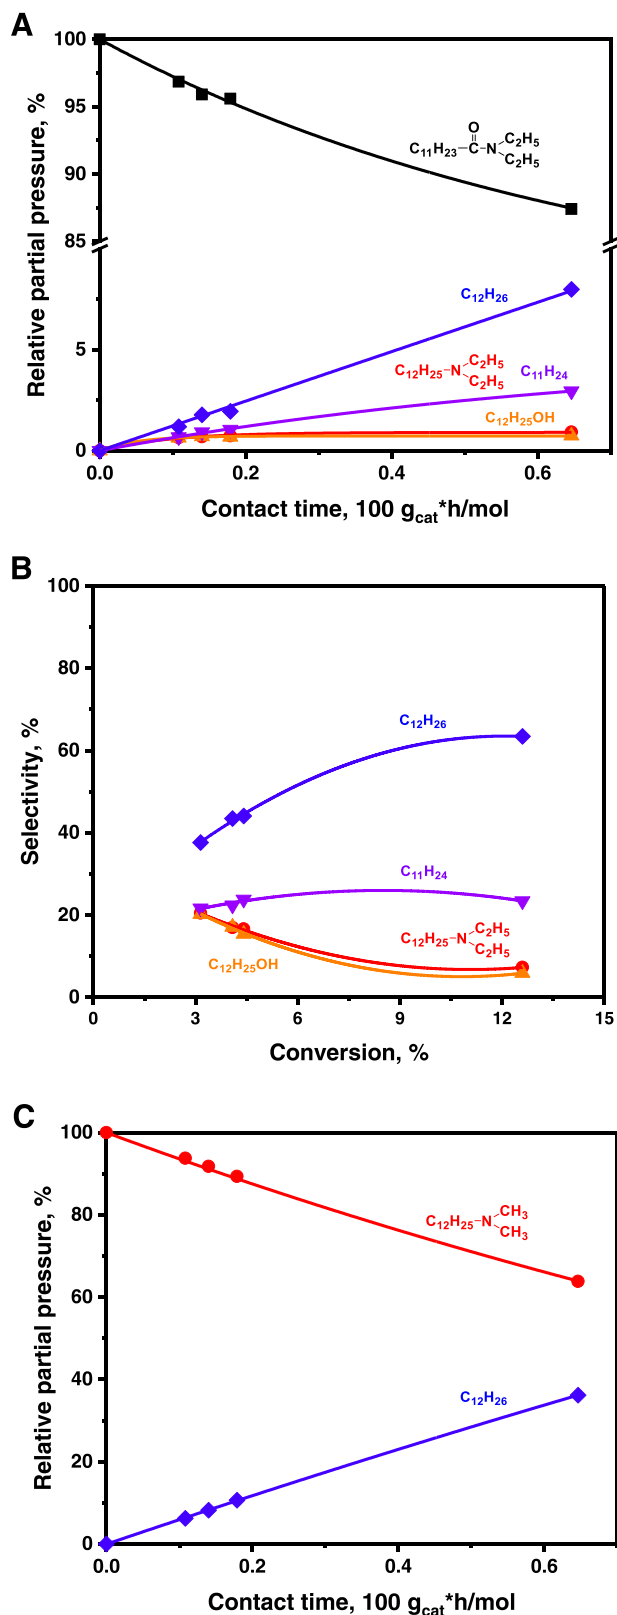 A
Relative partial pressure, %
100
95
90
85
5
0
O
C11H23–C–N
C2H5
C2H5
C12H26
C12H25–N
C2H5
C2H5
C11H24
C12H25OH
0.0 0.2 0.4 0.6
Contact time, 100 gcat*h/mol
B
Selectivity, %
100
80
60
40
20
0
C12H26
C11H24
C12H25–N
C2H5
C2H5
C12H25OH
0 3 6 9 12 15
Conversion, %
C
Relative partial pressure, %
100
80
60
40
20
0
C12H25–N
CH3
CH3
C12H26
0.0 0.2 0.4 0.6
Contact time, 100 gcat*h/mol